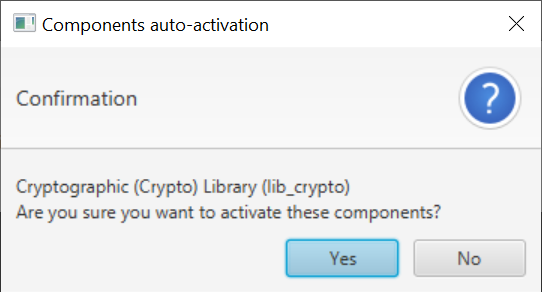 Components auto-activation
Confirmation
?
Cryptographic (Crypto) Library (lib_crypto)
Are you sure you want to activate these components?
Yes No